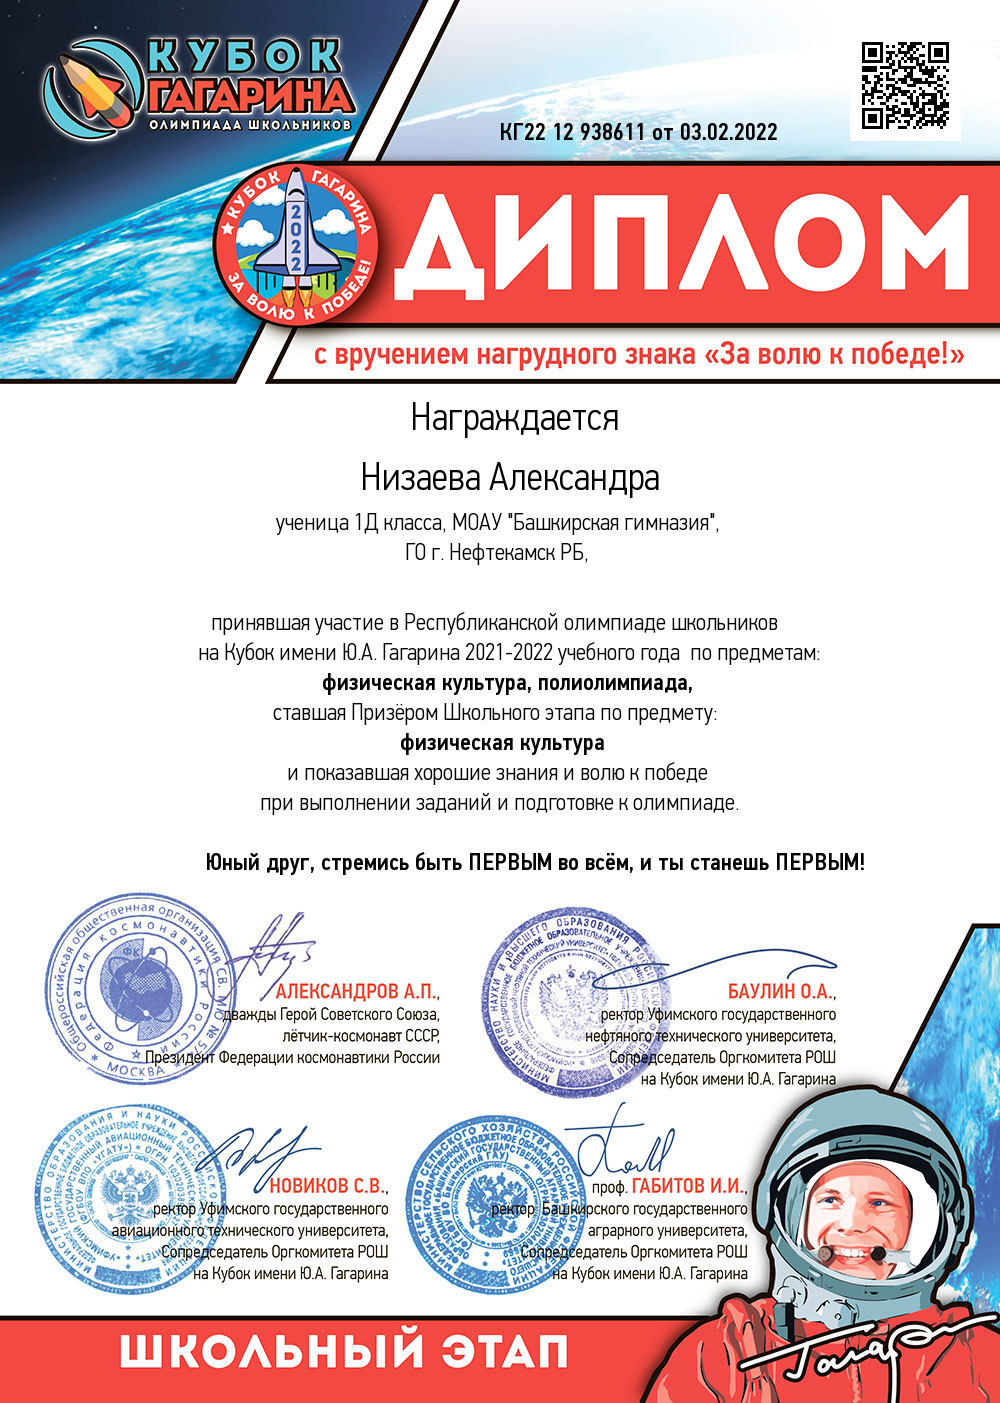 КУБОК
ГАГАРИНА
ОЛИМПИАДА ШКОЛЬНИКОВ
КГ22 12 938611 от 03.02.2022
КУБОК ГАГАРИНА
2022
ЗА ВОЛЮ К ПОБЕДЕ!
ДИПЛОМ
с вручением нагрудного знака «За волю к победе!»
Награждается
Низаева Александра
ученица 1Д класса, МОАУ "Башкирская гимназия",
ГО г. Нефтекамск РБ,
принявшая участие в Республиканской олимпиаде школьников
на Кубок имени Ю.А. Гагарина 2021-2022 учебного года по предметам:
физическая культура, полиолимпиада,
ставшая Призёром Школьного этапа по предмету:
физическая культура
и показавшая хорошие знания и волю к победе
при выполнении заданий и подготовке к олимпиаде.
Юный друг, стремись быть ПЕРВЫМ во всём, и ты станешь ПЕРВЫМ!
Общероссийская общественная организация
Федерация космонавтики России
МОСКВА
АЛЕКСАНДРОВ А.П.,
дважды Герой Советского Союза,
лётчик-космонавт СССР,
Президент Федерации космонавтики России
БАУЛИН О.А.,
ректор Уфимского государственного
нефтяного технического университета,
Сопредседатель Оргкомитета РОШ
на Кубок имени Ю.А. Гагарина
НОВИКОВ С.В.,
ректор Уфимского государственного
авиационного технического университета,
Сопредседатель Оргкомитета РОШ
на Кубок имени Ю.А. Гагарина
проф. ГАБИТОВ И.И.,
ректор Башкирского государственного
аграрного университета,
Сопредседатель Оргкомитета РОШ
на Кубок имени Ю.А. Гагарина
ШКОЛЬНЫЙ ЭТАП